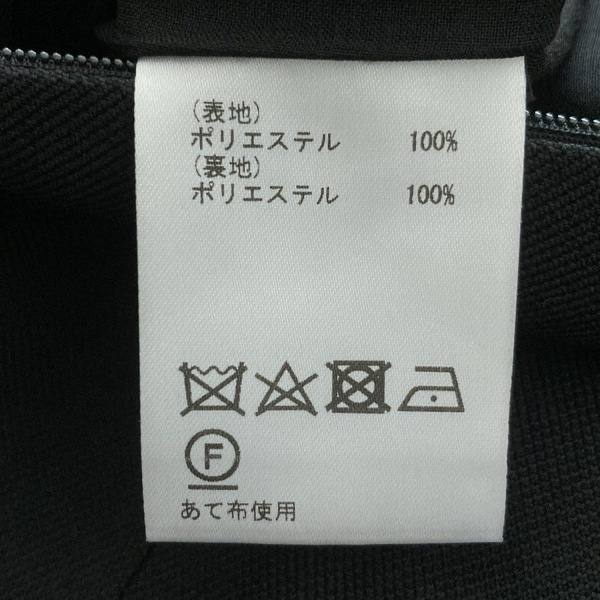 (表地)
ポリエステル 100%
(裏地)
ポリエステル 100%
F
あて布使用